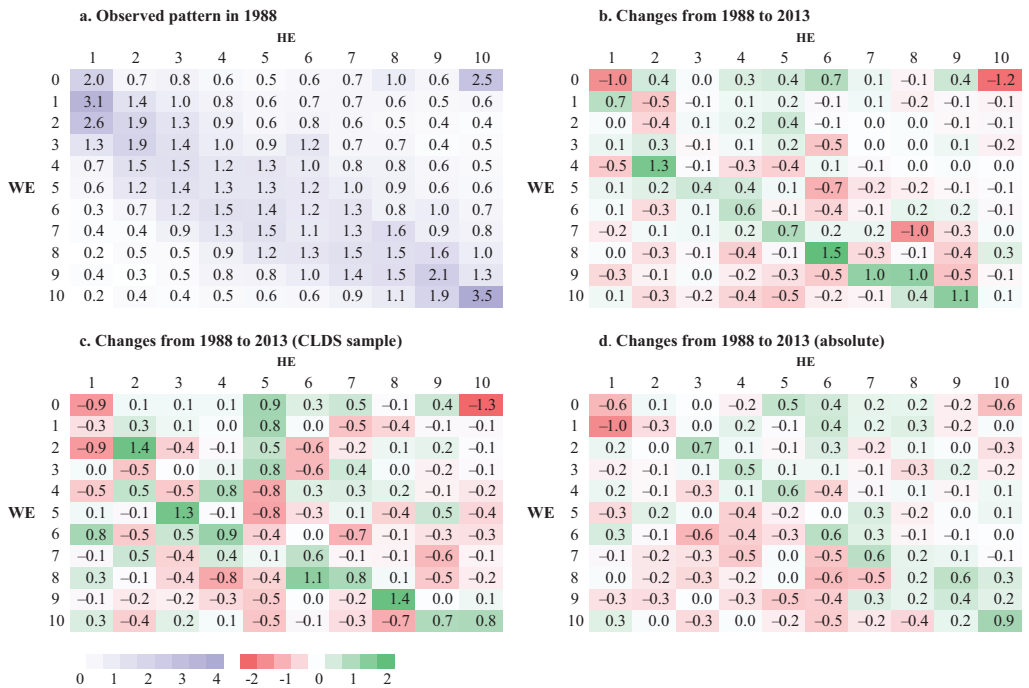 a. Observed pattern in 1988
HE
1 2 3 4 5 6 7 8 9 10
0 2.0 0.7 0.8 0.6 0.5 0.6 0.7 1.0 0.6 2.5
1 3.1 1.4 1.0 0.8 0.6 0.7 0.7 0.6 0.5 0.6
2 2.6 1.9 1.3 0.9 0.6 0.8 0.6 0.5 0.4 0.4
3 1.3 1.9 1.4 1.0 0.9 1.2 0.7 0.7 0.4 0.5
4 0.7 1.5 1.5 1.2 1.3 1.0 0.8 0.8 0.6 0.5
WE 5 0.6 1.2 1.4 1.3 1.3 1.2 1.0 0.9 0.6 0.6
6 0.3 0.7 1.2 1.5 1.4 1.2 1.3 0.8 1.0 0.7
7 0.4 0.4 0.9 1.3 1.5 1.1 1.3 1.6 0.9 0.8
8 0.2 0.5 0.5 0.9 1.2 1.3 1.5 1.5 1.6 1.0
9 0.4 0.3 0.5 0.8 0.8 1.0 1.4 1.5 2.1 1.3
10 0.2 0.4 0.4 0.5 0.6 0.6 0.9 1.1 1.9 3.5
b. Changes from 1988 to 2013
HE
1 2 3 4 5 6 7 8 9 10
0 –1.0 0.4 0.0 0.3 0.4 0.7 0.1 –0.1 0.4 –1.2
1 0.7 –0.5 –0.1 0.1 0.2 –0.1 0.1 –0.2 –0.1 –0.1
2 0.0 –0.4 0.1 0.2 0.4 –0.1 0.0 0.0 –0.1 –0.1
3 0.1 0.3 –0.1 0.1 0.2 –0.5 0.0 0.0 0.1 –0.2
4 –0.5 1.3 –0.1 –0.3 –0.4 0.1 –0.1 0.0 0.0 0.0
WE 5 0.1 0.2 0.4 0.4 0.1 –0.7 –0.2 –0.2 –0.1 –0.1
6 0.1 –0.3 0.1 0.6 –0.1 –0.4 –0.1 0.2 0.2 –0.1
7 –0.2 0.1 0.1 0.2 0.7 0.2 0.2 –1.0 –0.3 –0.1
8 0.0 –0.3 0.1 –0.4 –0.1 1.5 –0.3 –0.1 –0.4 0.3
9 –0.3 –0.1 0.0 –0.2 –0.3 –0.5 1.0 1.0 –0.5 –0.1
10 0.1 –0.3 –0.2 –0.4 –0.5 –0.2 –0.1 0.4 1.1 0.1
c. Changes from 1988 to 2013 (CLDS sample)
HE
1 2 3 4 5 6 7 8 9 10
0 –0.9 0.1 0.1 0.1 0.9 0.3 0.5 –0.1 0.4 –1.3
1 –0.3 0.3 0.1 0.0 0.8 0.0 –0.5 –0.4 –0.1 –0.1
2 –0.9 1.4 –0.4 –0.1 0.5 –0.6 –0.2 –0.1 0.2 –0.1
3 0.0 –0.5 0.0 0.1 0.8 –0.6 0.4 0.0 –0.2 –0.1
4 –0.5 0.5 –0.5 0.8 –0.8 0.3 0.3 0.2 –0.1 –0.2
WE 5 0.1 –0.1 1.3 –0.1 –0.8 –0.3 0.1 –0.4 0.5 –0.4
6 0.8 –0.5 0.5 0.9 –0.4 0.0 –0.7 –0.1 –0.3 –0.3
7 –0.1 0.5 –0.4 0.4 0.1 0.6 –0.1 –0.1 –0.6 –0.1
8 0.3 –0.1 –0.4 –0.8 –0.4 1.1 0.8 0.1 –0.5 –0.2
9 –0.1 –0.2 –0.2 –0.3 –0.5 0.0 –0.2 1.4 0.0 0.1
10 0.3 –0.4 0.2 0.1 –0.5 –0.1 –0.3 –0.7 0.7 0.8
d. Changes from 1988 to 2013 (absolute)
HE
1 2 3 4 5 6 7 8 9 10
0 –0.6 0.1 0.0 –0.2 0.5 0.4 0.2 0.2 –0.2 –0.6
1 –1.0 –0.3 0.0 0.2 –0.1 0.4 0.2 0.3 –0.2 0.0
2 0.2 0.0 0.7 0.1 0.3 –0.2 0.1 –0.1 0.0 –0.3
3 –0.2 –0.1 0.1 0.5 0.1 0.1 –0.1 –0.3 0.2 –0.2
4 0.2 –0.1 –0.3 0.1 0.6 –0.4 –0.1 0.1 –0.1 0.1
WE 5 –0.3 0.2 0.0 –0.4 –0.2 0.0 0.3 –0.2 0.0 0.1
6 0.3 –0.3 –0.6 –0.4 –0.3 0.6 0.3 –0.1 –0.1 0.0
7 –0.1 –0.2 –0.3 –0.5 0.0 –0.5 0.6 0.2 0.1 –0.1
8 0.0 –0.2 –0.3 –0.2 0.0 –0.6 –0.5 0.2 0.6 0.3
9 –0.3 –0.3 0.0 –0.3 –0.5 –0.4 0.3 0.2 0.4 0.2
10 0.3 0.0 –0.3 0.0 –0.2 –0.5 –0.2 –0.4 0.2 0.9
0 1 2 3 4 -2 -1 0 1 2